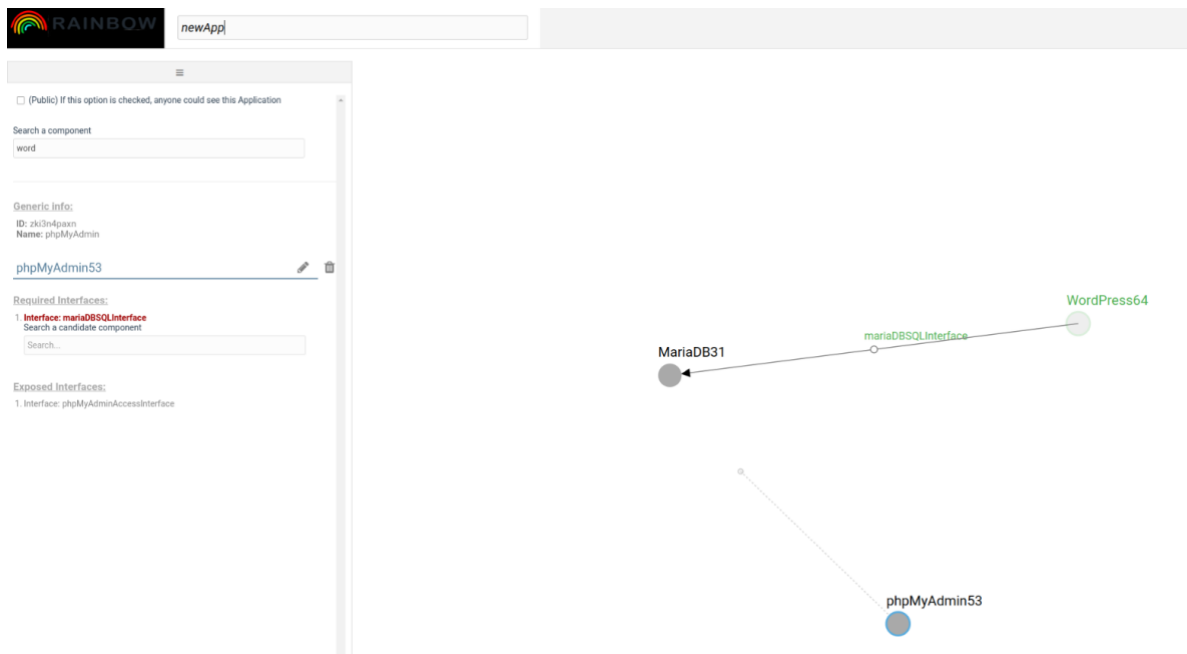 RAINBOW
newApp
(Public) If this option is checked, anyone could see this Application
Search a component
word
Generic info:
ID: zki3n4paxn
Name: phpMyAdmin
phpMyAdmin53
Required Interfaces:
1. Interface: mariaDBSQLInterface
Search a candidate component
Search...
Exposed Interfaces:
1. Interface: phpMyAdminAccessInterface
WordPress64
mariaDBSQLInterface
MariaDB31
phpMyAdmin53